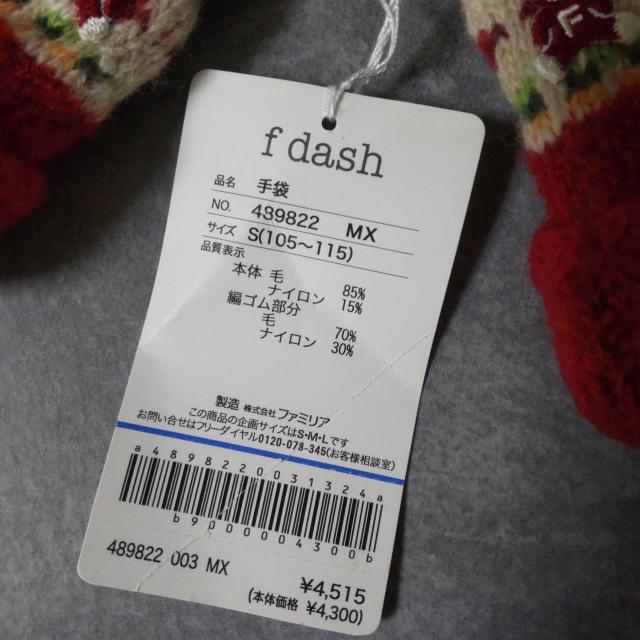 f dash
品名 手袋
NO. 489822 MX
サイズ S(105〜115)
品質表示
本体 毛 85%
ナイロン 15%
編ゴム部分
毛 70%
ナイロン 30%
製造 株式会社 ファミリア
この商品の企画サイズはS・M・Lです
お問い合せはフリーダイヤル0120-078-345(お客様相談室)
a4898220031324a
b9000004300b
489822 003 MX
¥4,515
(本体価格 ¥4,300)
F